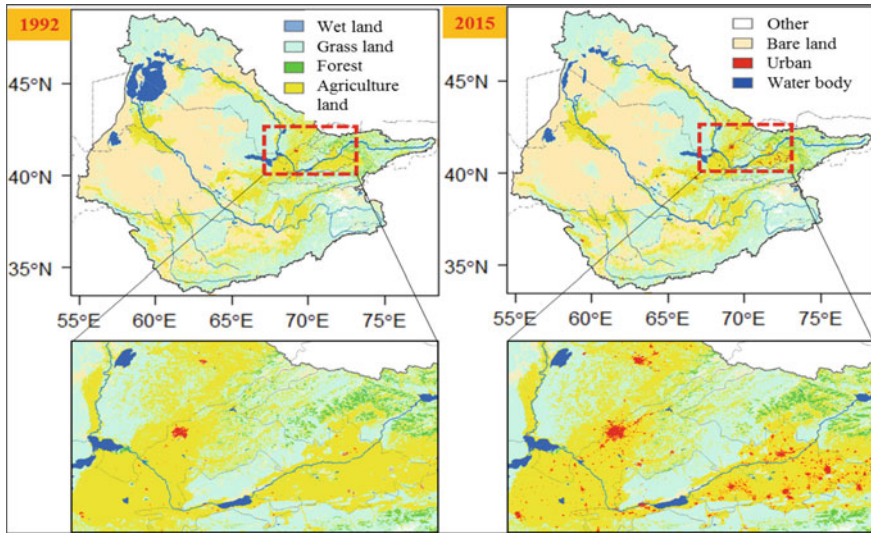 1992
Wet land
Grass land
Forest
Agriculture
land
45°N
40°N
35°N
55°E
60°E
65°E
70°E
75°E
2015
Other
Bare land
Urban
Water body
45°N
40°N
35°N
55°E
60°E
65°E
70°E
75°E